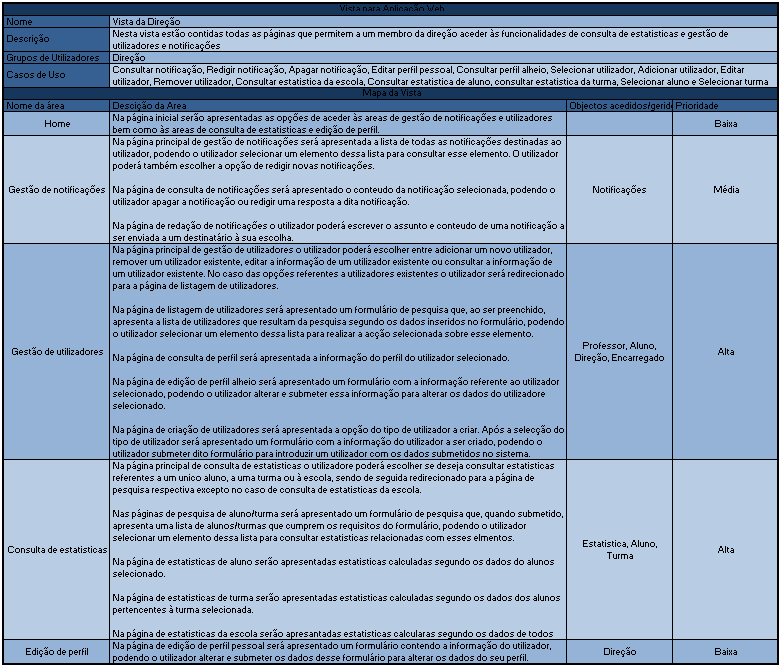 Vista para Aplicação Web
Nome Vista da Direção
Descrição Nesta vista estão contidas todas as páginas que permitem a um membro da direção aceder às funcionalidades de consulta de estatisticas e gestão de
utilizadores e notificações
Grupos de Utilizadores Direção
Casos de Uso Consultar notificação, Redigir notificação, Apagar notificação, Editar perfil pessoal, Consultar perfil alheio, Selecionar utilizador, Adicionar utilizador, Editar
utilizador, Remover utilizador, Consultar estatistica da escola, Consultar estatistica de aluno, consultar estatistica da turma, Selecionar aluno e Selecionar turma
Mapa da Vista
Nome da área Descição da Area Objectos acedidos/gerido Prioridade
Home Na página inicial serão apresentadas as opções de aceder às areas de gestão de notificações e utilizadores
bem como às areas de consulta de estatisticas e edição de perfil. Baixa
Gestão de notificações Na página principal de gestão de notificações será apresentada a lista de todas as notificações destinadas ao
utilizador, podendo o utilizador selecionar um elemento dessa lista para consultar esse elemento. O utilizador
poderá também escolher a opção de redigir novas notificações.
Na página de consulta de notificações será apresentado o conteudo da notificação selecionada, podendo o
utilizador apagar a notificação ou redigir uma resposta a dita notificação.
Na página de redação de notificações o utilizador poderá escrever o assunto e conteudo de uma notificação a
ser enviada a um destinatário à sua escolha.
Notificações Média
Gestão de utilizadores Na página principal de gestão de utilizadores o utilizador poderá escolher entre adicionar um novo utilizador,
remover um utilizador existente, editar a informação de um utilizador existente ou consultar a informação de
um utilizador existente. No caso das opções referentes a utilizadores existentes o utilizador será redirecionado
para a página de listagem de utilizadores.
Na página de listagem de utilizadores será apresentado um formulário de pesquisa que, ao ser preenchido,
apresenta a lista de utilizadores que resultam da pesquisa segundo os dados inseridos no formulário, podendo
o utilizador selecionar um elemento dessa lista para realizar a acção selecionada sobre esse elemento.
Na página de consulta de perfil será apresentada a informação do perfil do utilizador selecionado.
Na página de edição de perfil alheio será apresentado um formulário com a informação referente ao utilizador
selecionado, podendo o utilizador alterar e submeter essa informação para alterar os dados do utilizadore
selecionado.
Na página de criação de utilizadores será apresentada a opção do tipo de utilizador a criar. Após a selecção do
tipo de utilizador será apresentado um formulário com a informação do utilizador a ser criado, podendo o
utilizador submeter dito formulário para introduzir um utilizador com os dados submetidos no sistema.
Professor, Aluno,
Direção, Encarregado
Alta
Consulta de estatisticas Na página principal de consulta de estatisticas o utilizadore poderá escolher se deseja consultar estatisticas
referentes a um unico aluno, a uma turma ou à escola, sendo de seguida redirecionado para a página de
pesquisa respectiva excepto no caso de consulta de estatisticas da escola.
Nas páginas de pesquisa de aluno/turma será apresentado um formulário de pesquisa que, quando submetido,
apresenta uma lista de alunos/turmas que cumprem os requisitos do formulário, podendo o utilizador
selecionar um elemento dessa lista para consultar estatisticas relacionadas com esses elmentos.
Na página de estatisticas de aluno serão apresentadas estatisticas calculadas segundo os dados do alunos
selecionado.
Na página de estatisticas de turma serão apresentadas estatisticas calculadas segundo os dados dos alunos
pertencentes à turma selecionada.
Na página de estatisticas da escola serão apresantadas estatisticas calcularas segundo os dados de todos
Estatistica, Aluno,
Turma
Alta
Edição de perfil Na página de edição de perfil pessoal será apresentado um formulário contendo a informação do utilizador,
podendo o utilizador alterar e submeter os dados desse formulário para alterar os dados do seu perfil.
Direção Baixa